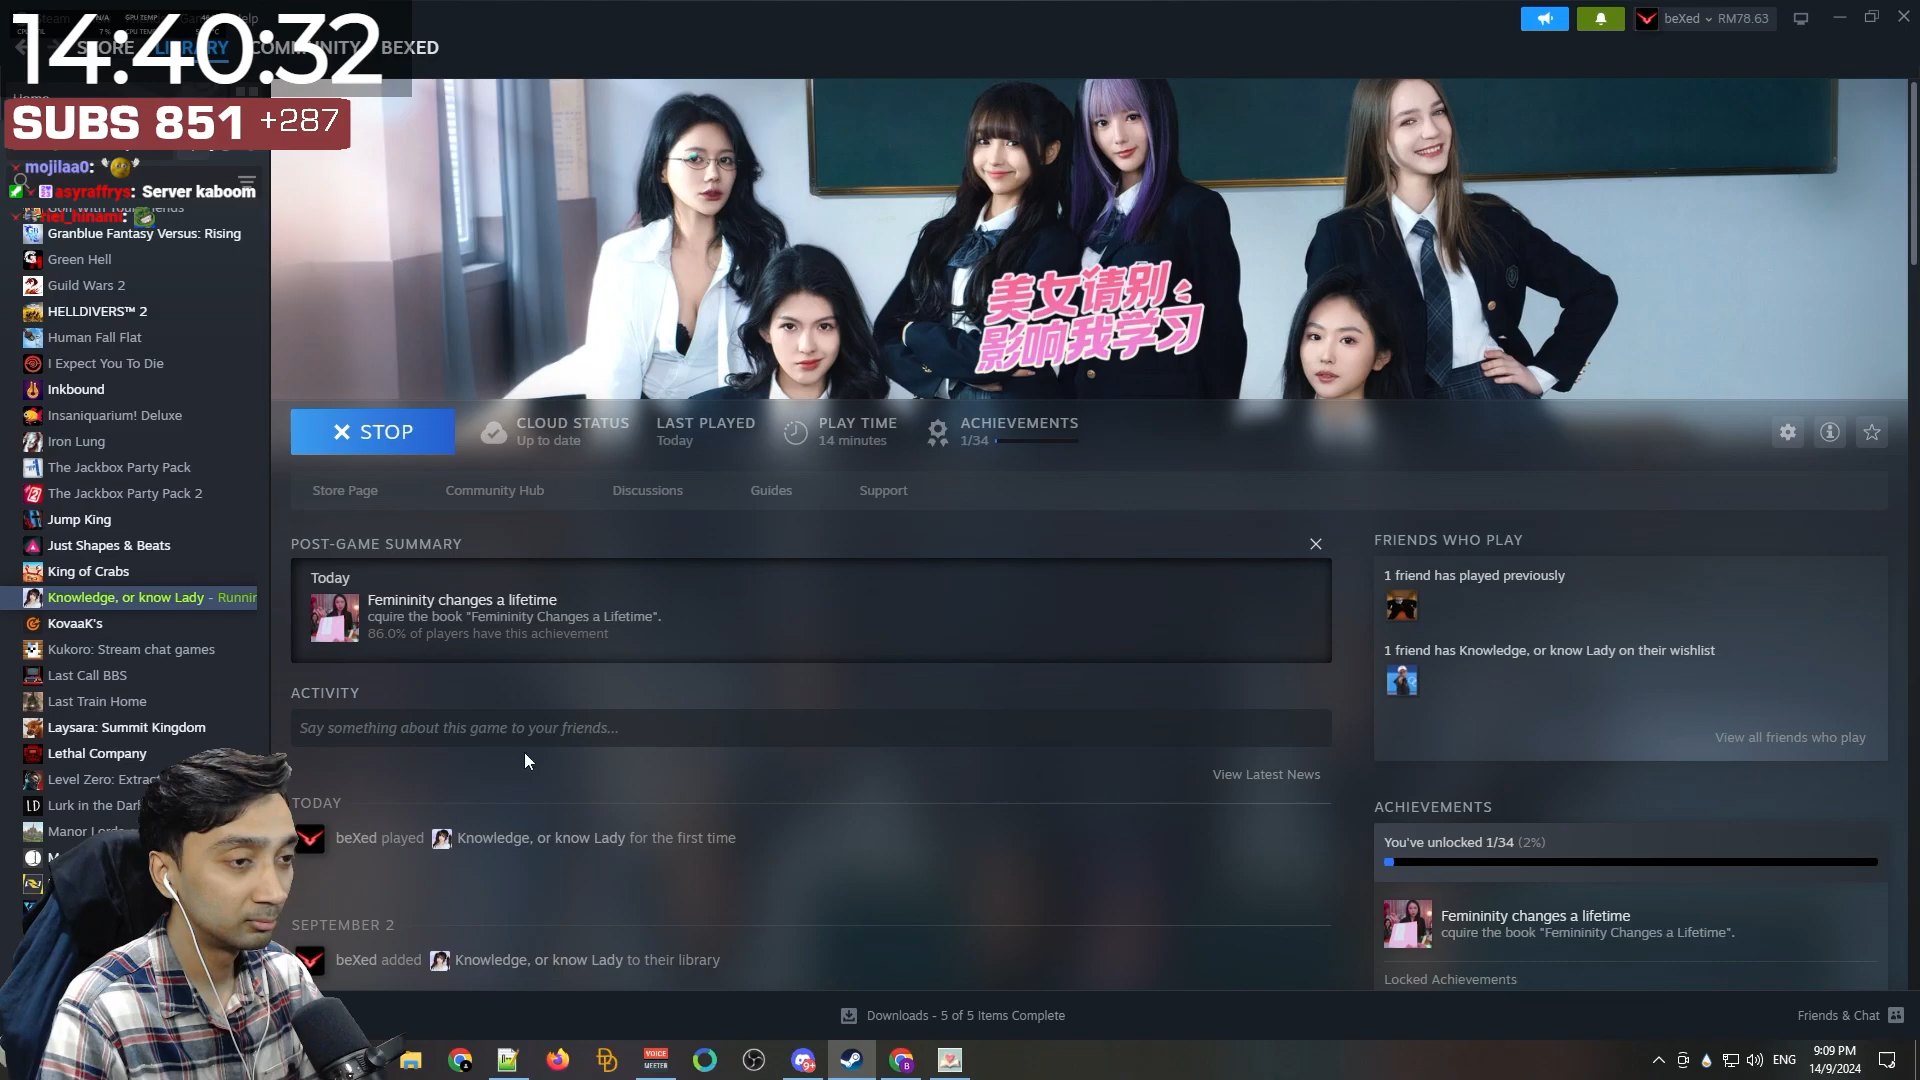 14:40:32
STORE
LIBRARY
COMMUNITY
BEXED
beXed
RM78.63
SUBS 851 +287
mojilaa0:
asyraffrys: Server kaboom
Granblue Fantasy Versus: Rising
Green Hell
Guild Wars 2
HELLDIVERS™ 2
Human Fall Flat
I Expect You To Die
Inkbound
Insaniquarium! Deluxe
Iron Lung
The Jackbox Party Pack
The Jackbox Party Pack 2
Jump King
Just Shapes & Beats
King of Crabs
Knowledge, or know Lady - Runnin
KovaaK's
Kukoro: Stream chat games
Last Call BBS
Last Train Home
Laysara: Summit Kingdom
Lethal Company
Level Zero: Extrac
Lurk in the Dark
Manor Lords
美女请别
影响我学习
STOP
CLOUD STATUS
Up to date
LAST PLAYED
Today
PLAY TIME
14 minutes
ACHIEVEMENTS
1/34
Store Page
Community Hub
Discussions
Guides
Support
POST-GAME SUMMARY
Today
Femininity changes a lifetime
cquire the book "Femininity Changes a Lifetime".
86.0% of players have this achievement
ACTIVITY
Say something about this game to your friends...
View Latest News
TODAY
beXed played Knowledge, or know Lady for the first time
SEPTEMBER 2
beXed added Knowledge, or know Lady to their library
FRIENDS WHO PLAY
1 friend has played previously
1 friend has Knowledge, or know Lady on their wishlist
View all friends who play
ACHIEVEMENTS
You've unlocked 1/34 (2%)
Femininity changes a lifetime
cquire the book "Femininity Changes a Lifetime".
Locked Achievements
Downloads - 5 of 5 Items Complete
Friends & Chat
VOICE
MEETER
9+
ENG
9:09 PM
14/9/2024